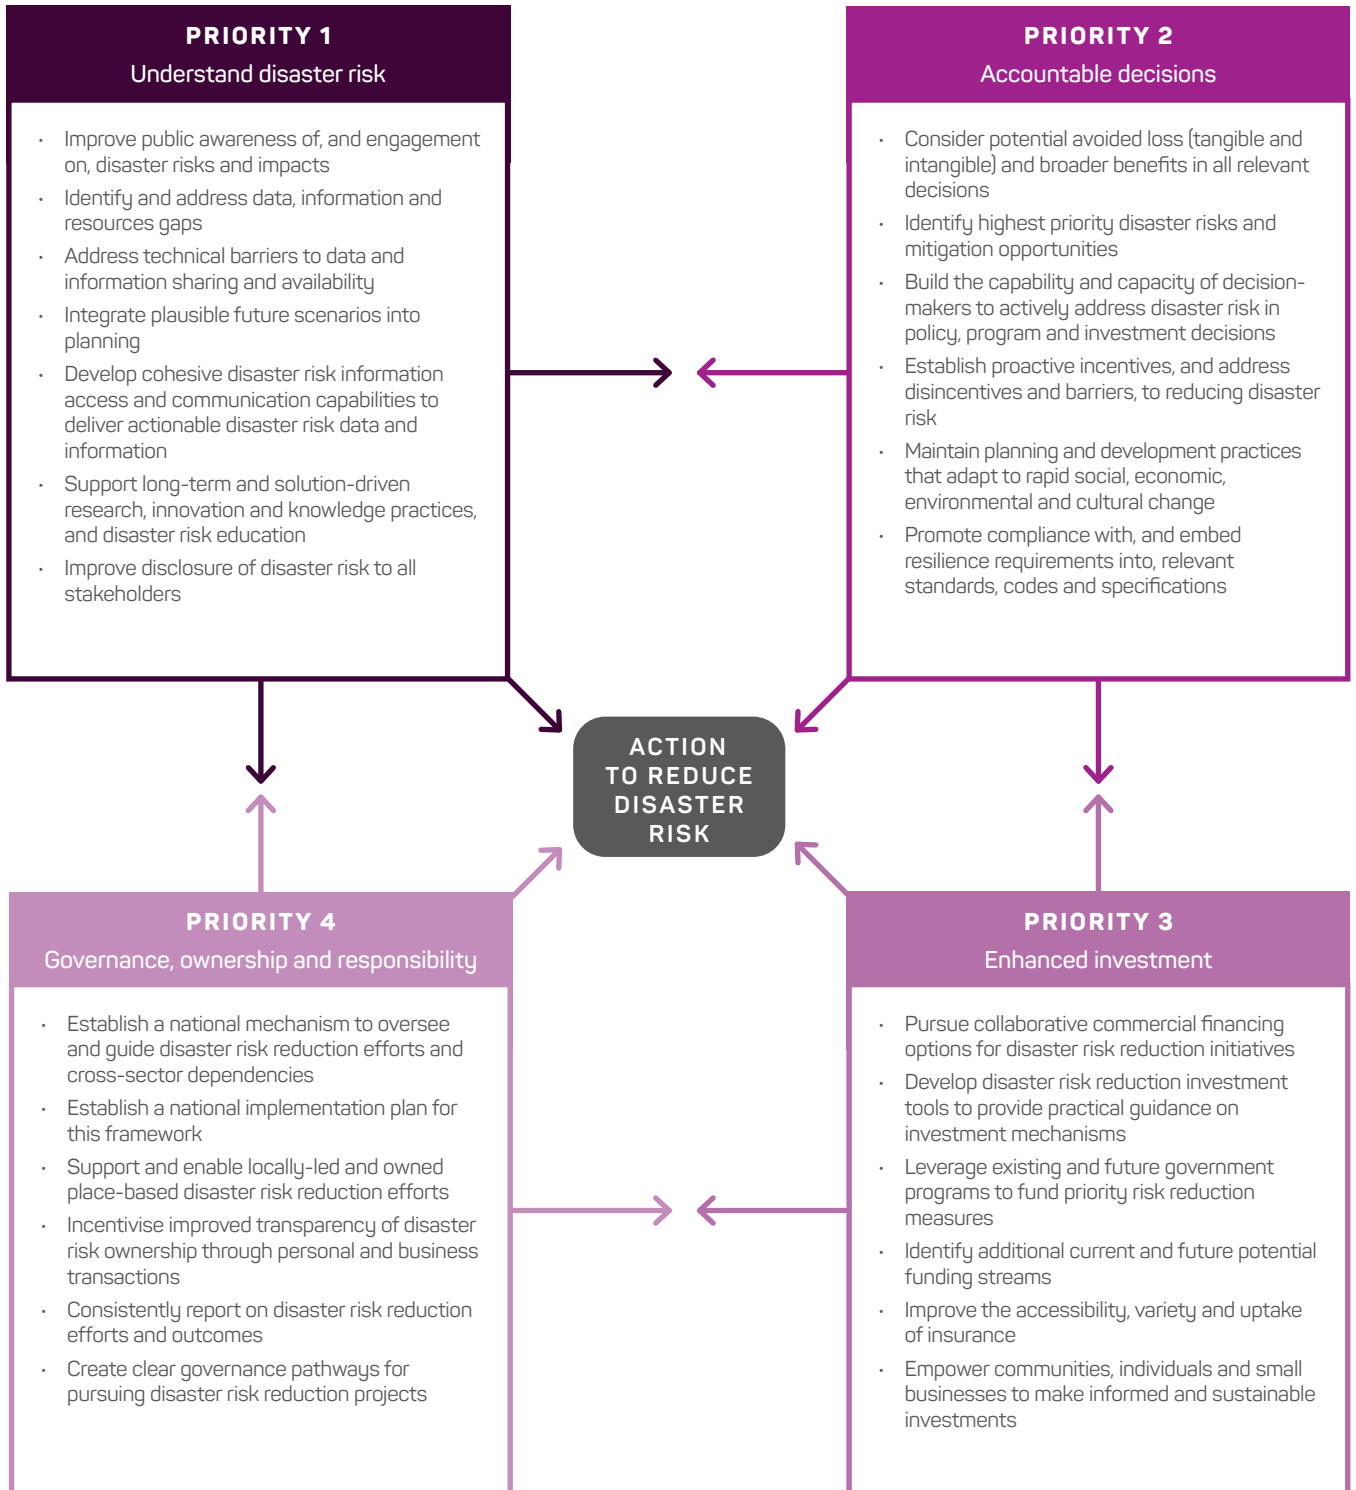 PRIORITY 1
Understand disaster risk
• Improve public awareness of, and engagement
on, disaster risks and impacts
• Identify and address data, information and
resources gaps
• Address technical barriers to data and
information sharing and availability
• Integrate plausible future scenarios into
planning
• Develop cohesive disaster risk information
access and communication capabilities to
deliver actionable disaster risk data and
information
• Support long-term and solution-driven
research, innovation and knowledge practices,
and disaster risk education
• Improve disclosure of disaster risk to all
stakeholders
PRIORITY 2
Accountable decisions
• Consider potential avoided loss (tangible and
intangible) and broader benefits in all relevant
decisions
• Identify highest priority disaster risks and
mitigation opportunities
• Build the capability and capacity of decision-
makers to actively address disaster risk in
policy, program and investment decisions
• Establish proactive incentives, and address
disincentives and barriers, to reducing disaster
risk
• Maintain planning and development practices
that adapt to rapid social, economic,
environmental and cultural change
• Promote compliance with, and embed
resilience requirements into, relevant
standards, codes and specifications
ACTION
TO REDUCE
DISASTER
RISK
PRIORITY 4
Governance, ownership and responsibility
• Establish a national mechanism to oversee
and guide disaster risk reduction efforts and
cross-sector dependencies
• Establish a national implementation plan for
this framework
• Support and enable locally-led and owned
place-based disaster risk reduction efforts
• Incentivise improved transparency of disaster
risk ownership through personal and business
transactions
• Consistently report on disaster risk reduction
efforts and outcomes
• Create clear governance pathways for
pursuing disaster risk reduction projects
PRIORITY 3
Enhanced investment
• Pursue collaborative commercial financing
options for disaster risk reduction initiatives
• Develop disaster risk reduction investment
tools to provide practical guidance on
investment mechanisms
• Leverage existing and future government
programs to fund priority risk reduction
measures
• Identify additional current and future potential
funding streams
• Improve the accessibility, variety and uptake
of insurance
• Empower communities, individuals and small
businesses to make informed and sustainable
investments